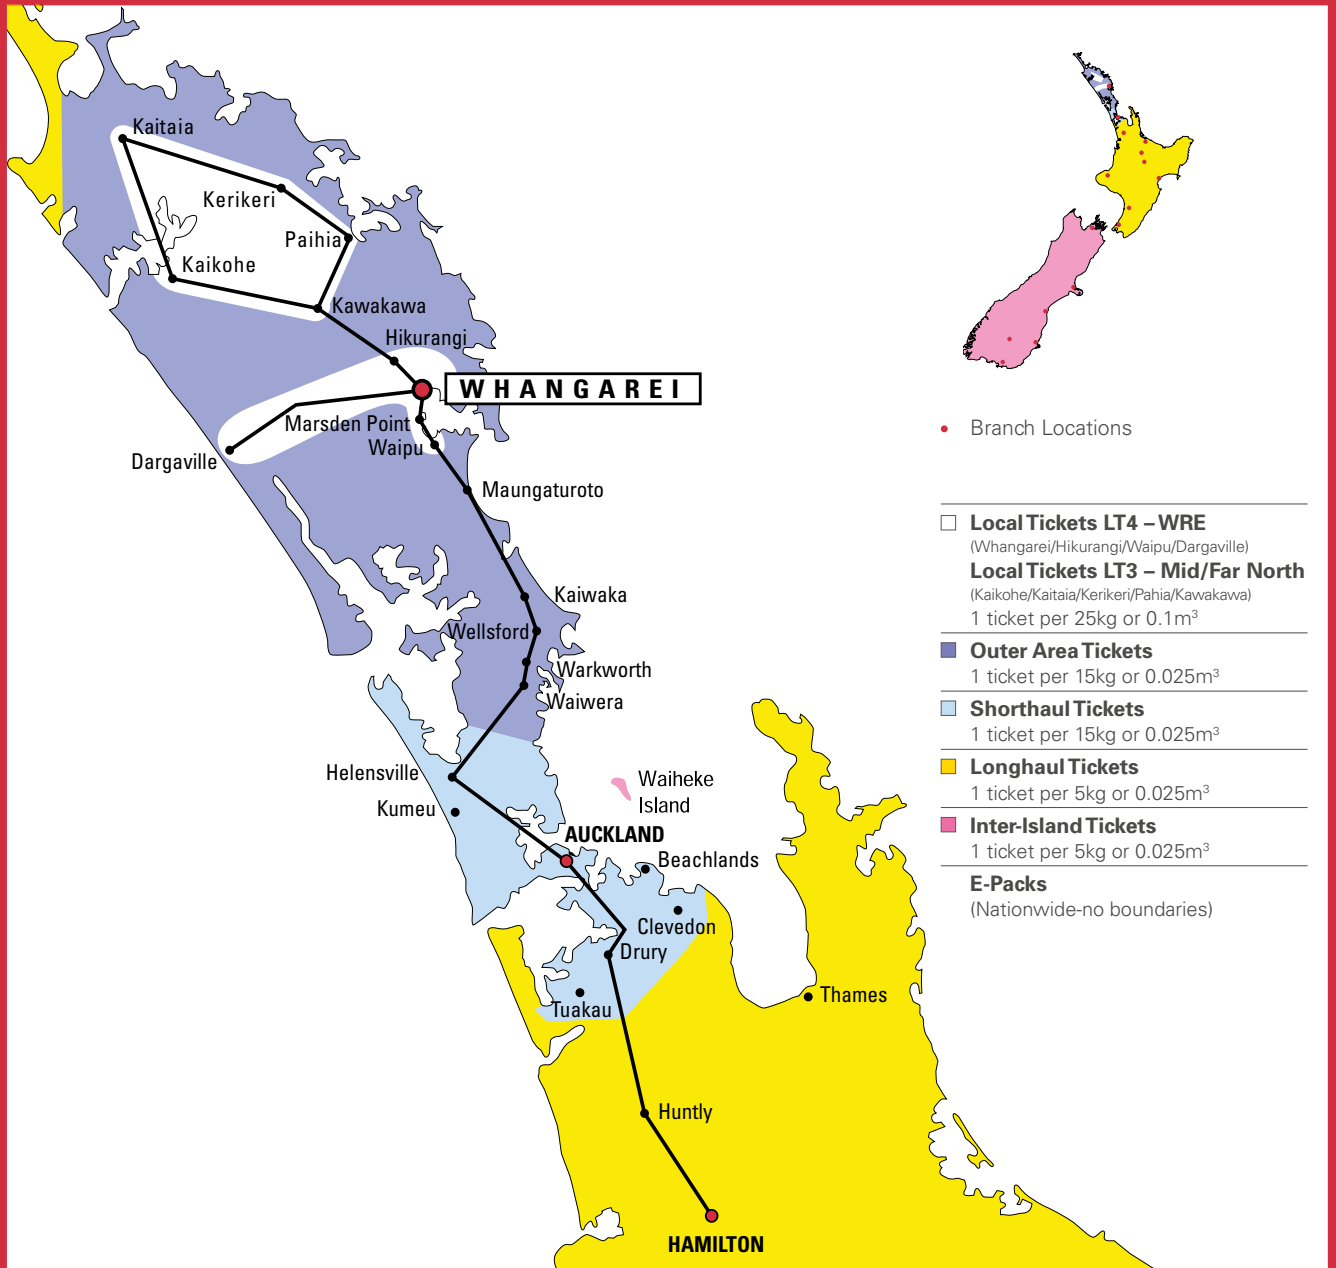 Kaitaia
Kerikeri
Paihia
Kaikohe
Kawakawa
Hikurangi
WHANGAREI
Marsden Point
Waipu
Dargaville
Maungaturoto
Kaiwaka
Wellsford
Warkworth
Waiwera
Helensville
Kumeu
Waiheke
Island
AUCKLAND
Beachlands
Clevedon
Drury
Tuakau
Thames
Huntly
HAMILTON
Branch Locations
Local Tickets LT4 – WRE
(Whangarei/Hikurangi/Waipu/Dargaville)
Local Tickets LT3 – Mid/Far North
(Kaikohe/Kaitaia/Kerikeri/Pahia/Kawakawa)
1 ticket per 25kg or 0.1m³
Outer Area Tickets
1 ticket per 15kg or 0.025m³
Shorthaul Tickets
1 ticket per 15kg or 0.025m³
Longhaul Tickets
1 ticket per 5kg or 0.025m³
Inter-Island Tickets
1 ticket per 5kg or 0.025m³
E-Packs
(Nationwide-no boundaries)